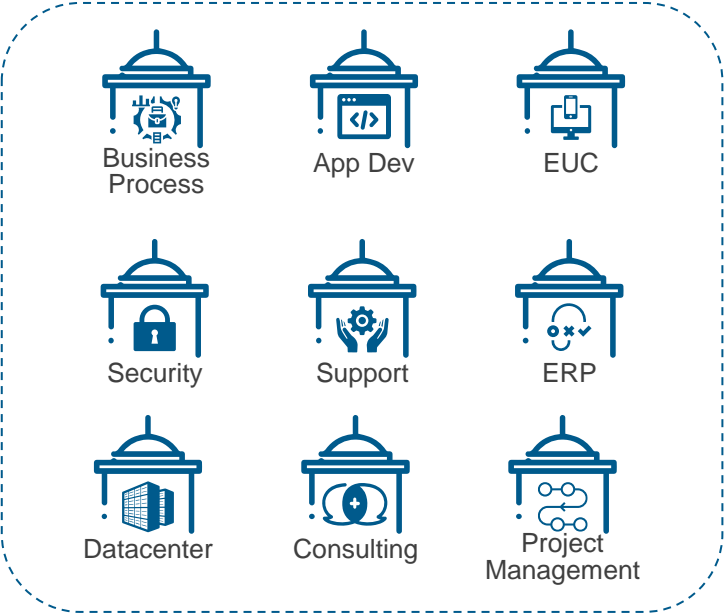 Business
Process
App Dev
EUC
Security
Support
ERP
Datacenter
Consulting
Project
Management